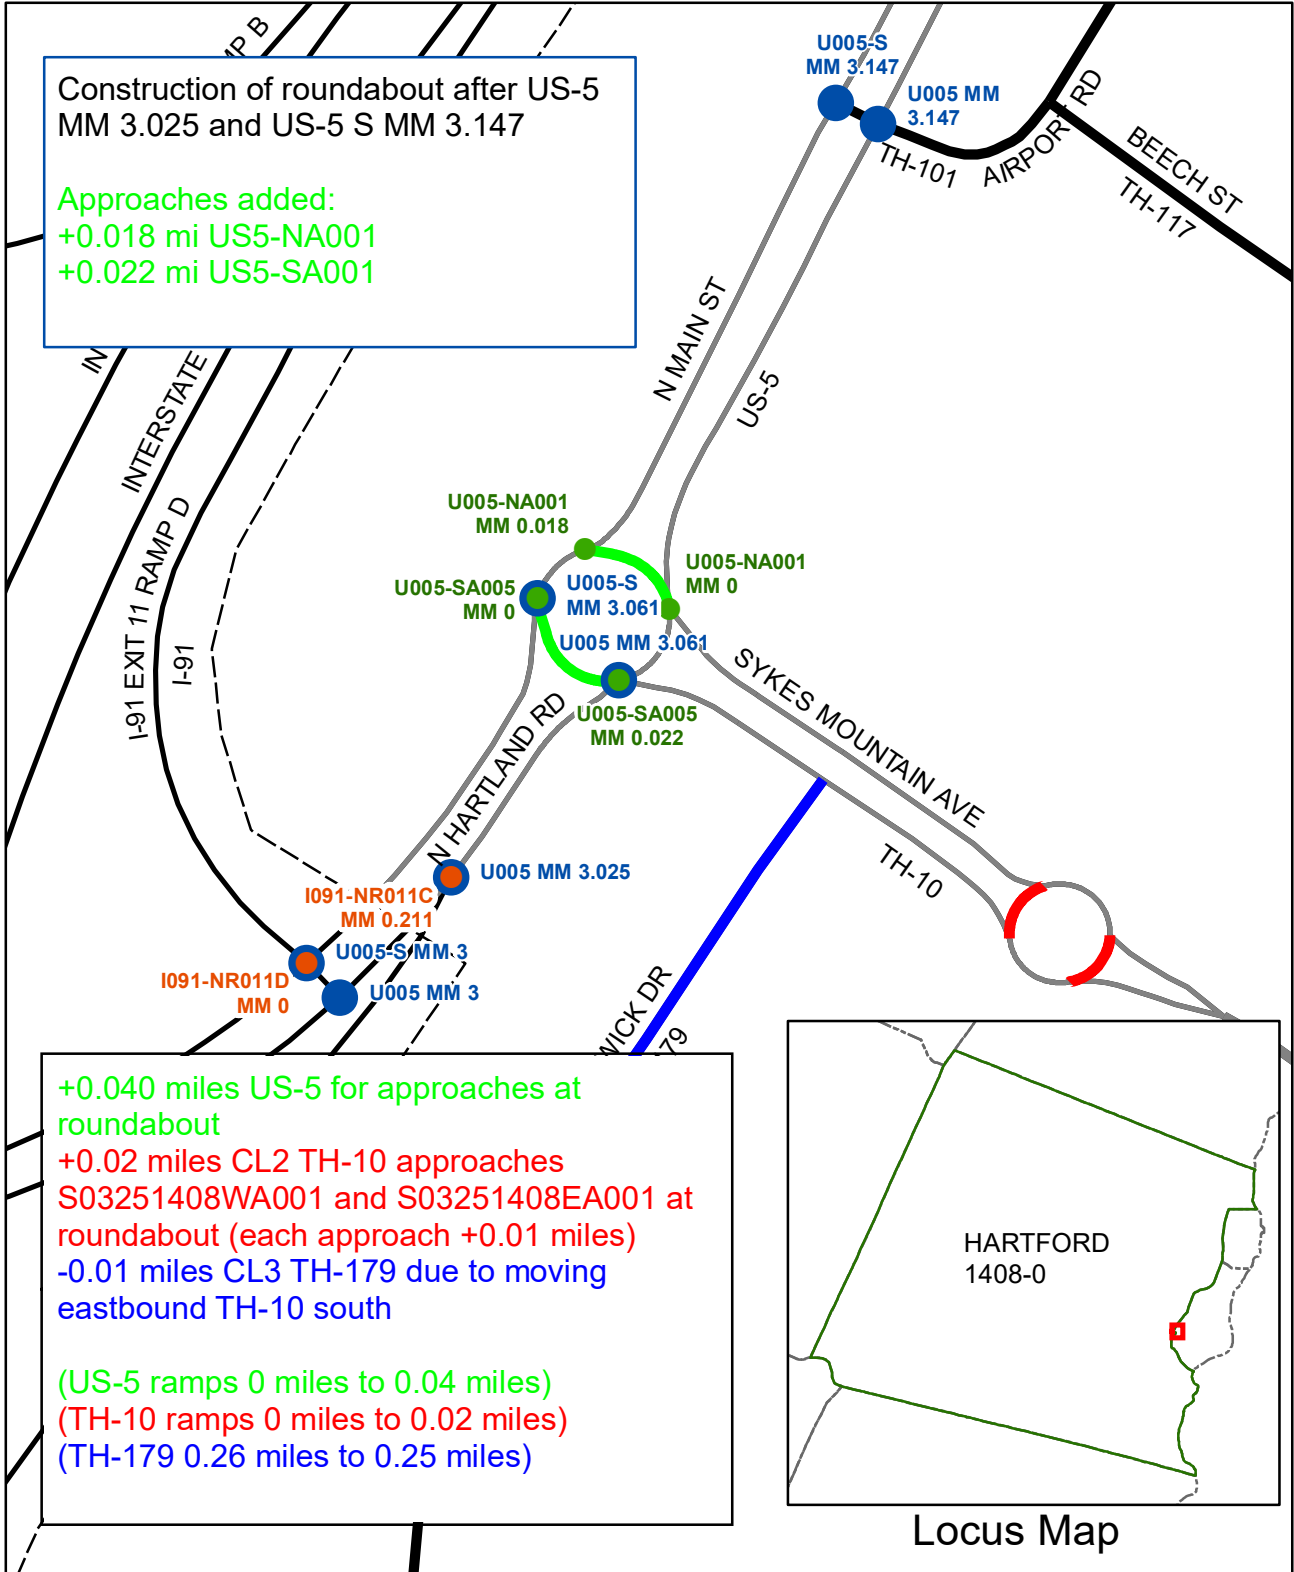 MP B
Construction of roundabout after US-5
MM 3.025 and US-5 S MM 3.147
Approaches added:
+0.018 mi US5-NA001
+0.022 mi US5-SA001
U005-S
MM 3.147
U005 MM
3.147
TH-101
AIRPORT RD
BEECH ST
TH-117
IN
INTERSTATE
N MAIN ST
US-5
I-91 EXIT 11 RAMP D
I-91
U005-NA001
MM 0.018
U005-NA001
MM 0
U005-SA005
MM 0
U005-S
MM 3.061
U005 MM 3.061
U005-SA005
MM 0.022
SYKES MOUNTAIN AVE
TH-10
N HARTLAND RD
U005 MM 3.025
I091-NR011C
MM 0.211
U005-S MM 3
I091-NR011D
MM 0
U005 MM 3
WICK DR
79
+0.040 miles US-5 for approaches at
roundabout
+0.02 miles CL2 TH-10 approaches
S03251408WA001 and S03251408EA001 at
roundabout (each approach +0.01 miles)
-0.01 miles CL3 TH-179 due to moving
eastbound TH-10 south
(US-5 ramps 0 miles to 0.04 miles)
(TH-10 ramps 0 miles to 0.02 miles)
(TH-179 0.26 miles to 0.25 miles)
HARTFORD
1408-0
1
Locus Map